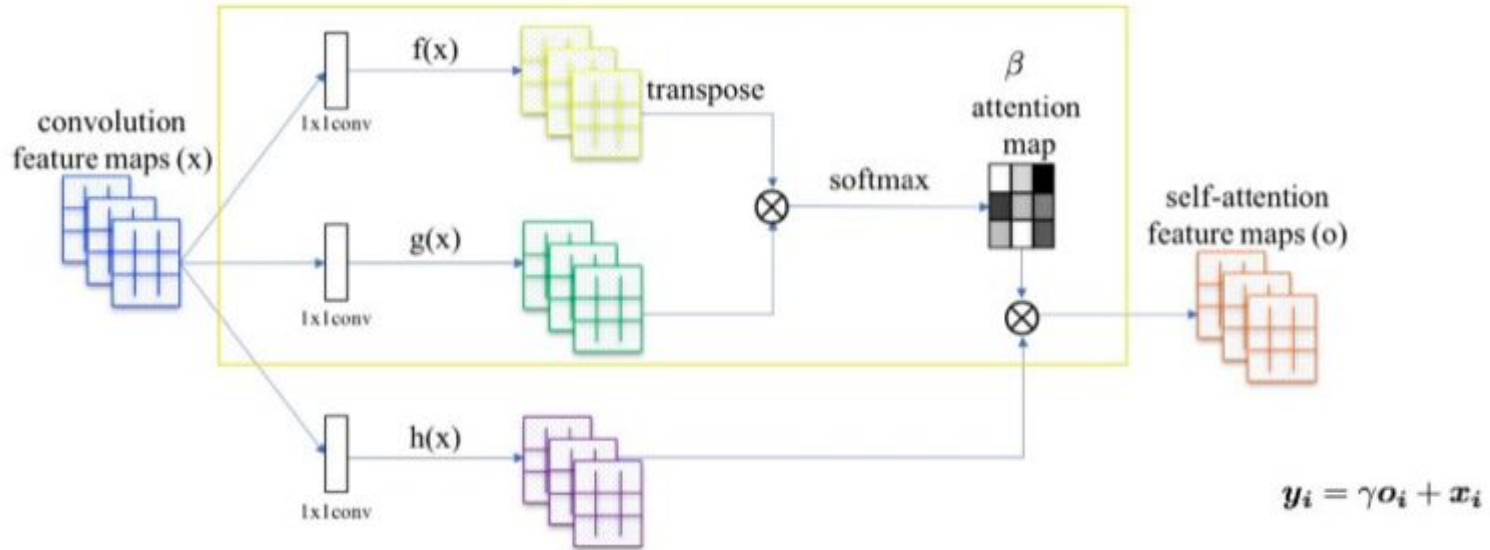 f(x)
1x1conv
transpose
β
attention
map
convolution
feature maps (x)
softmax
self-attention
feature maps (o)
g(x)
1x1conv
h(x)
1x1conv
yᵢ = γoᵢ + xᵢ